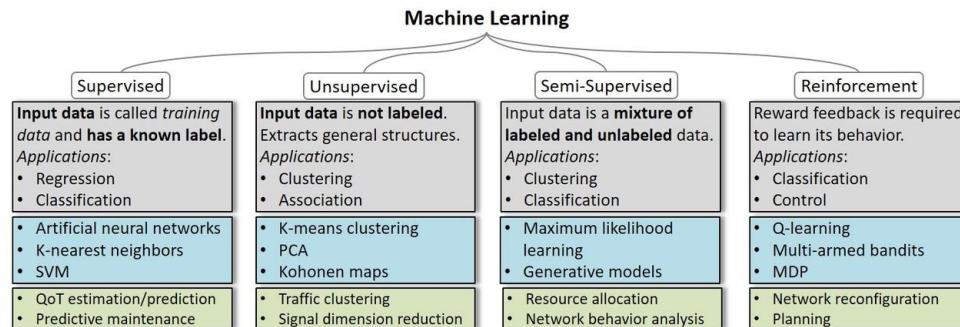 Machine Learning
Supervised
Input data is called training
data and has a known label.
Applications:
• Regression
• Classification
• Artificial neural networks
• K-nearest neighbors
• SVM
• QoT estimation/prediction
• Predictive maintenance
Unsupervised
Input data is not labeled.
Extracts general structures.
Applications:
• Clustering
• Association
• K-means clustering
• PCA
• Kohonen maps
• Traffic clustering
• Signal dimension reduction
Semi-Supervised
Input data is a mixture of
labeled and unlabeled data.
Applications:
• Clustering
• Classification
• Maximum likelihood
learning
• Generative models
• Resource allocation
• Network behavior analysis
Reinforcement
Reward feedback is required
to learn its behavior.
Applications:
• Classification
• Control
• Q-learning
• Multi-armed bandits
• MDP
• Network reconfiguration
• Planning